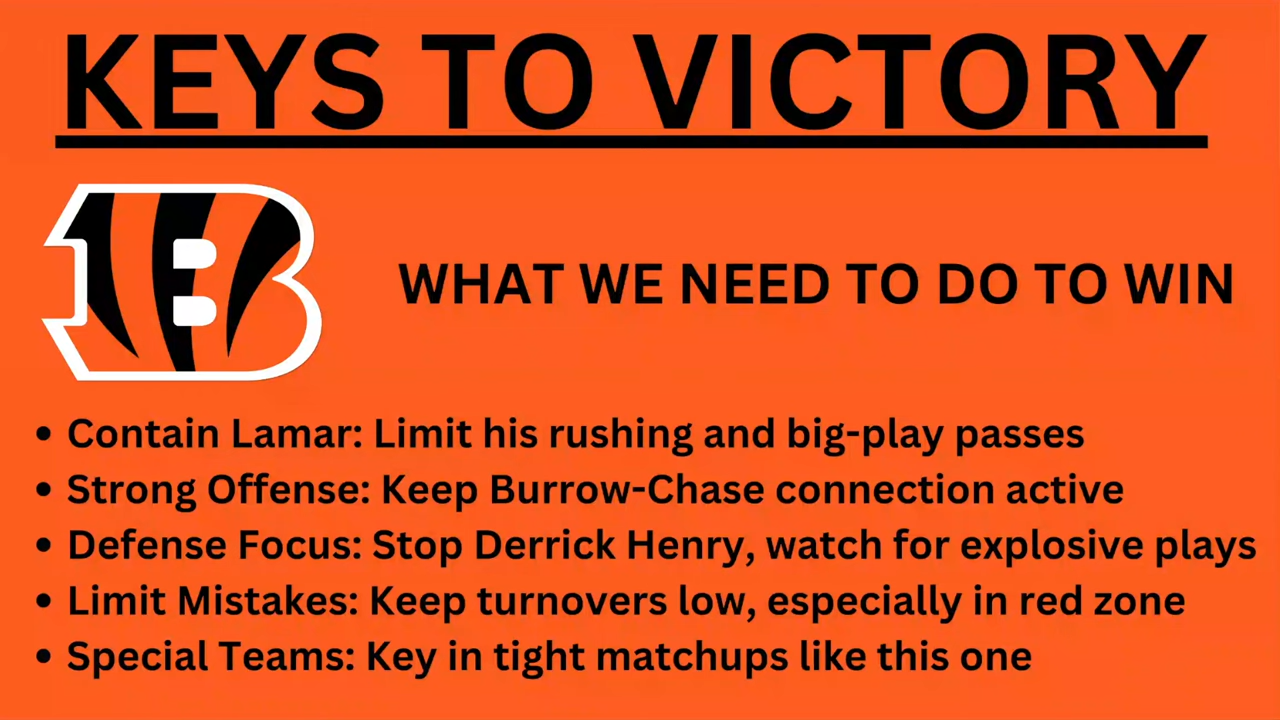 KEYS TO VICTORY
WHAT WE NEED TO DO TO WIN
• Contain Lamar: Limit his rushing and big-play passes
• Strong Offense: Keep Burrow-Chase connection active
• Defense Focus: Stop Derrick Henry, watch for explosive plays
• Limit Mistakes: Keep turnovers low, especially in red zone
• Special Teams: Key in tight matchups like this one